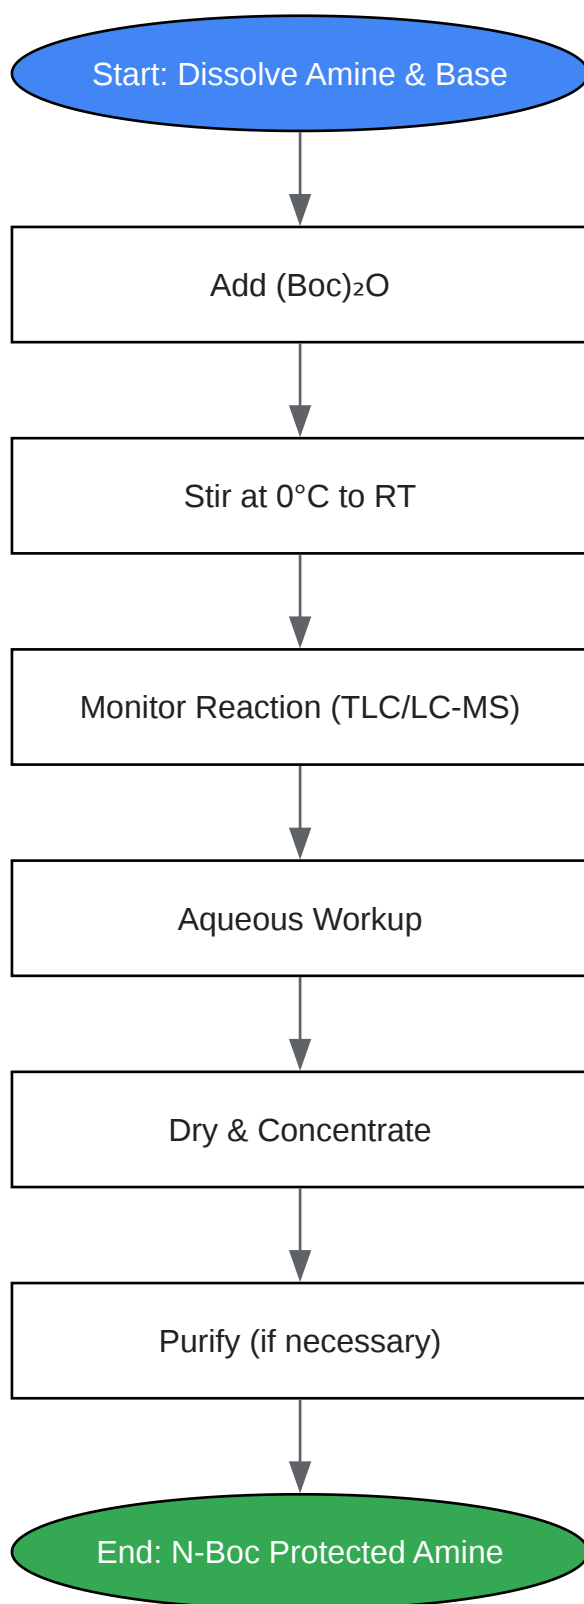 Start: Dissolve Amine & Base
Add (Boc)₂O
Stir at 0°C to RT
Monitor Reaction (TLC/LC-MS)
Aqueous Workup
Dry & Concentrate
Purify (if necessary)
End: N-Boc Protected Amine